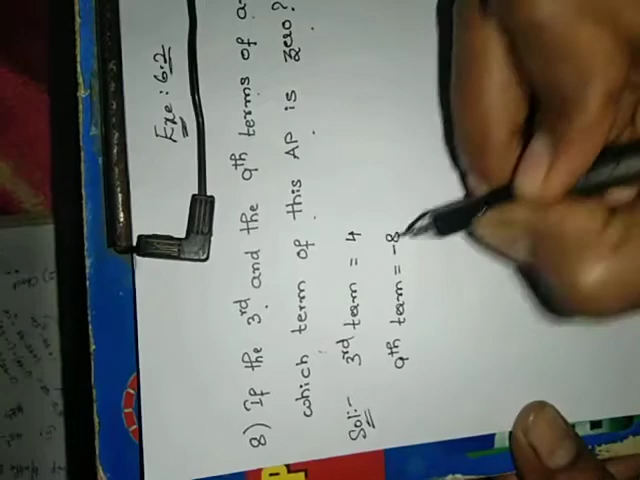 Exe : 6.2
8) If the 3rd and the 9th terms of a
which term of this AP is zero?
Sol:- 3rd term = 4
9th term = -8